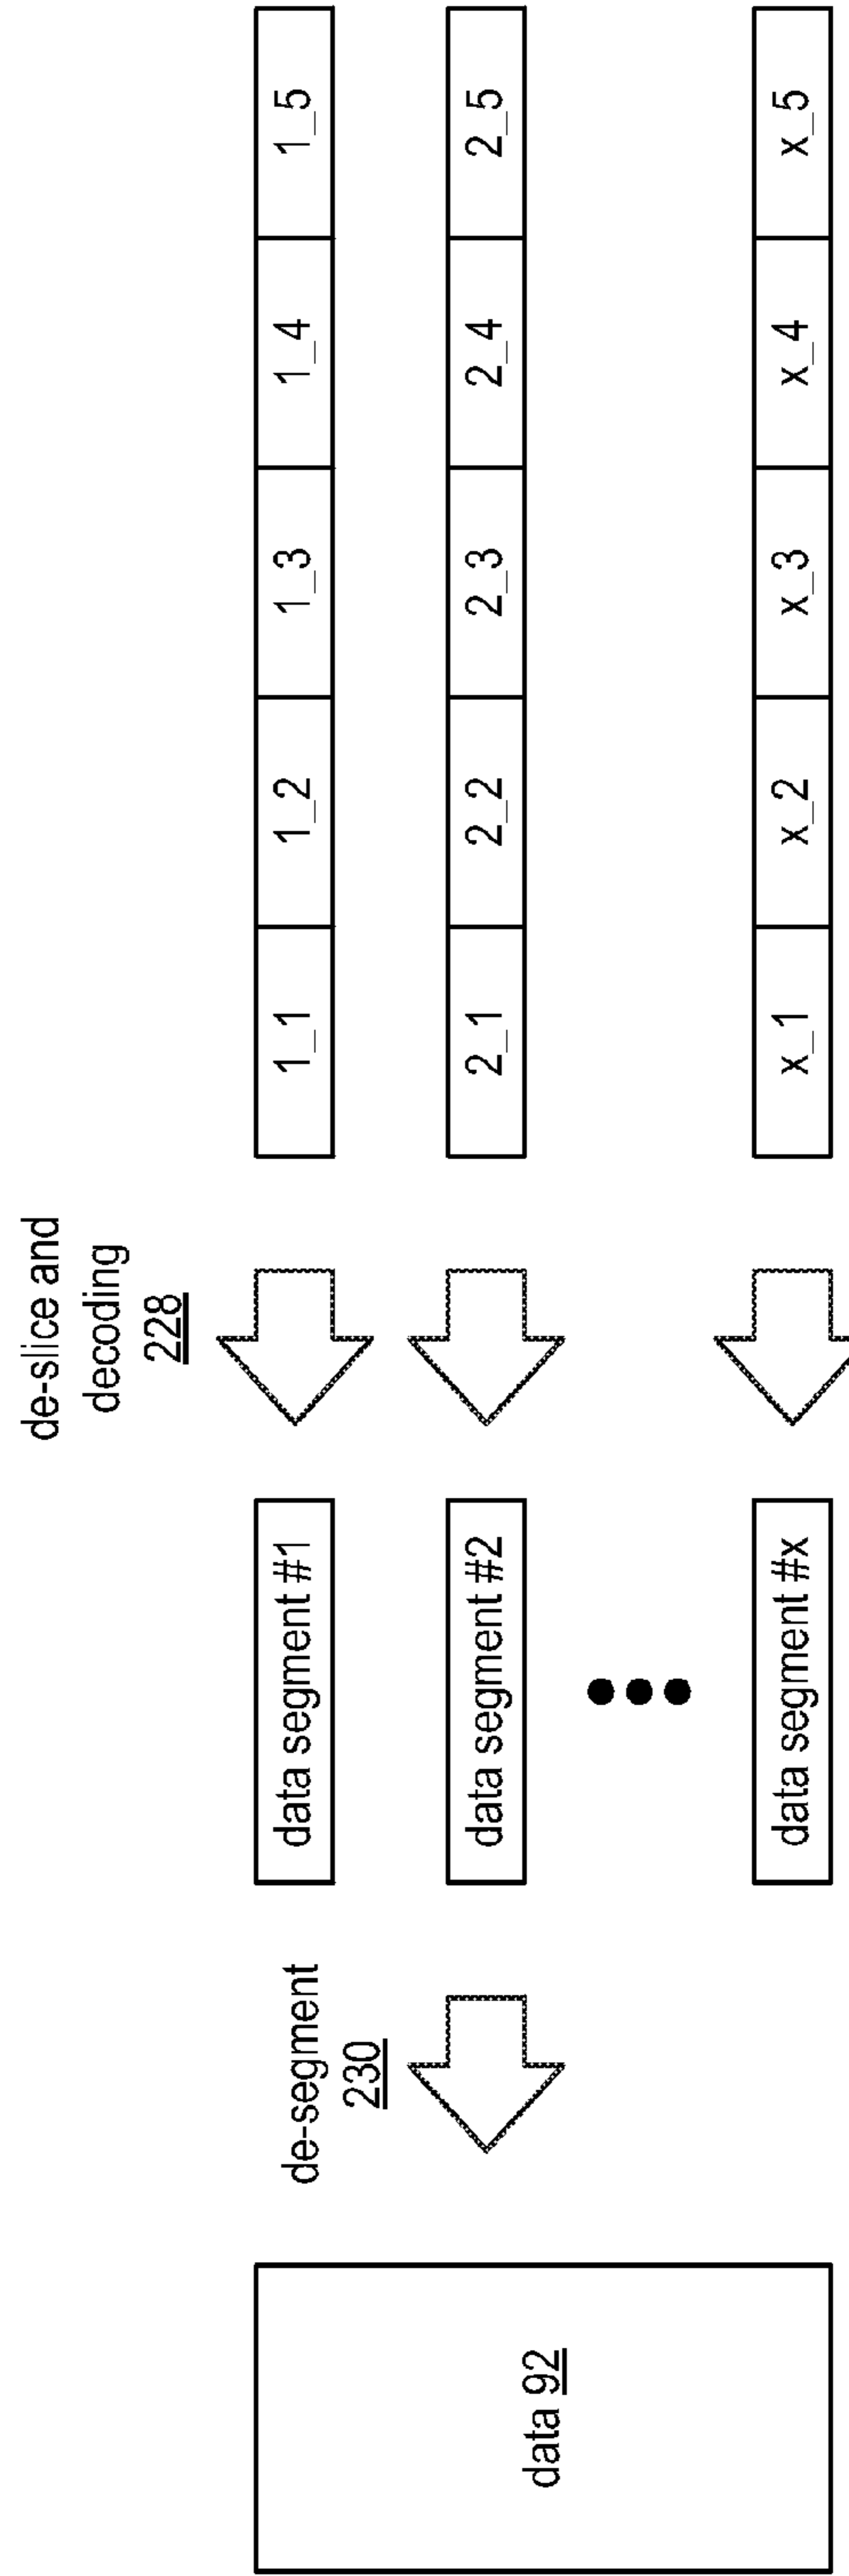 de-slice and
decoding
228
de-segment
230
data 92
data segment #1
1_1
1_2
1_3
1_4
1_5
data segment #2
2_1
2_2
2_3
2_4
2_5
data segment #x
x_1
x_2
x_3
x_4
x_5